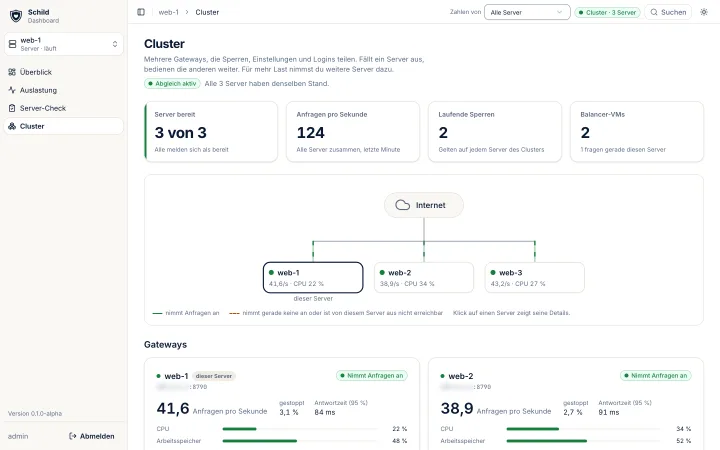 Schild
Dashboard
web-1
Server · läuft
Überblick
Auslastung
Server-Check
Cluster
Version 0.1.0-alpha
admin
Abmelden
web-1 > Cluster
Zahlen von
Alle Server
Cluster · 3 Server
Suchen
Cluster
Mehrere Gateways, die Sperren, Einstellungen und Logins teilen. Fällt ein Server aus,
bedienen die anderen weiter. Für mehr Last nimmst du weitere Server dazu.
Abgleich aktiv Alle 3 Server haben denselben Stand.
Server bereit
3 von 3
Alle melden sich als bereit
Anfragen pro Sekunde
124
Alle Server zusammen, letzte Minute
Laufende Sperren
2
Gelten auf jedem Server des Clusters
Balancer-VMs
2
1 fragen gerade diesen Server
Internet
web-1
41,6/s · CPU 22 %
dieser Server
web-2
38,9/s · CPU 34 %
web-3
43,2/s · CPU 27 %
nimmt Anfragen an
nimmt gerade keine an oder ist von diesem Server aus nicht erreichbar
Klick auf einen Server zeigt seine Details.
Gateways
web-1 dieser Server
Nimmt Anfragen an
:8790
41,6 Anfragen pro Sekunde
gestoppt
3,1 %
Antwortzeit (95 %)
84 ms
CPU 22 %
Arbeitsspeicher 48 %
web-2
Nimmt Anfragen an
:8790
38,9 Anfragen pro Sekunde
gestoppt
2,7 %
Antwortzeit (95 %)
91 ms
CPU 34 %
Arbeitsspeicher 52 %